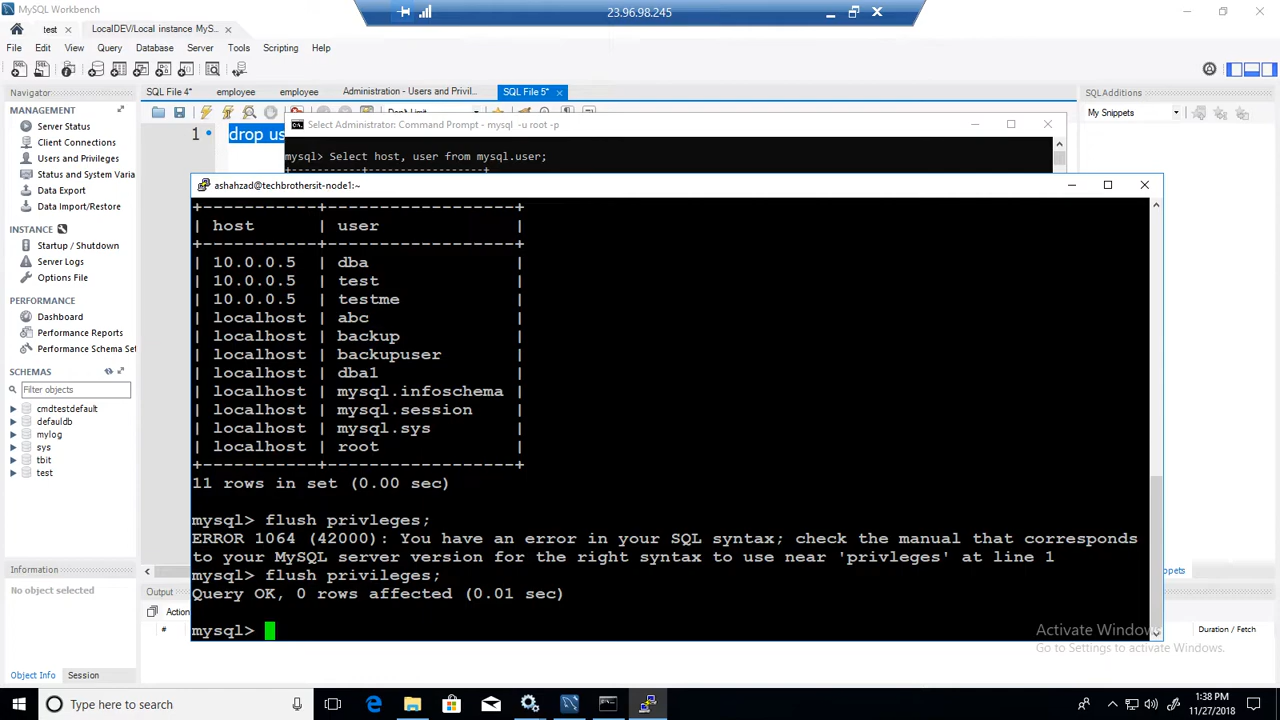 MySQL Workbench
23.96.98.245
test
LocalDEV/Local instance MyS...
File Edit View Query Database Server Tools Scripting Help
Navigator
SQL File 4*
employee
employee
Administration - Users and Privil...
SQL File 5*
SQLAdditions
MANAGEMENT
Server Status
Client Connections
Users and Privileges
Status and System Varia
Data Export
Data Import/Restore
INSTANCE
Startup / Shutdown
Server Logs
Options File
PERFORMANCE
Dashboard
Performance Reports
Performance Schema Set
SCHEMAS
Filter objects
cmdtestdefault
defauldb
mylog
sys
tbit
test
Information
No object selected
Object Info Session
My Snippets
1
drop us
Select Administrator: Command Prompt - mysql -u root -p
mysql> Select host, user from mysql.user;
+-----------+------------------+
ashahzad@techbrothersit-node1:~
+-----------+------------------+
| host      | user             |
+-----------+------------------+
| 10.0.0.5  | dba              |
| 10.0.0.5  | test             |
| 10.0.0.5  | testme           |
| localhost | abc              |
| localhost | backup           |
| localhost | backupuser       |
| localhost | dba1             |
| localhost | mysql.infoschema |
| localhost | mysql.session    |
| localhost | mysql.sys        |
| localhost | root             |
+-----------+------------------+
11 rows in set (0.00 sec)
mysql> flush privleges;
ERROR 1064 (42000): You have an error in your SQL syntax; check the manual that corresponds
to your MySQL server version for the right syntax to use near 'privleges' at line 1
mysql> flush privileges;
Query OK, 0 rows affected (0.01 sec)
mysql>
ppets
Output
Action
#
Duration / Fetch
Activate Windows
Go to Settings to activate Windows.
Type here to search
1:38 PM
11/27/2018